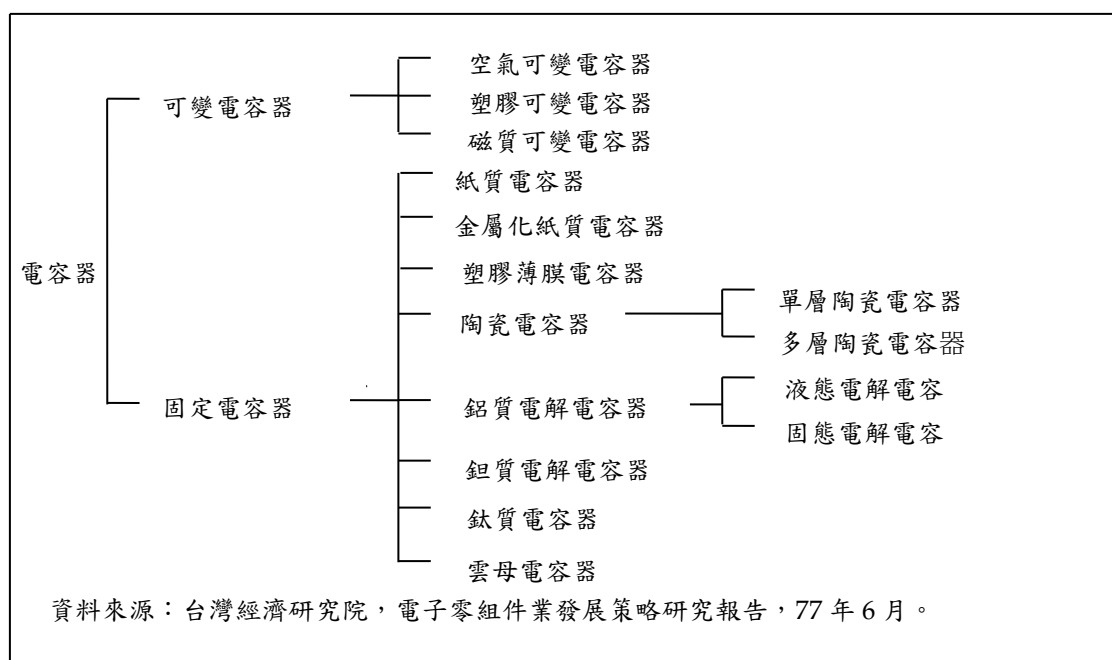 空氣可變電容器
可變電容器
塑膠可變電容器
磁質可變電容器
紙質電容器
金屬化紙質電容器
電容器
塑膠薄膜電容器
單層陶瓷電容器
陶瓷電容器
多層陶瓷電容器
液態電解電容
固定電容器
鋁質電解電容器
固態電解電容
鉭質電解電容器
鈦質電容器
雲母電容器
資料來源：台灣經濟研究院，電子零組件業發展策略研究報告，77 年 6 月。